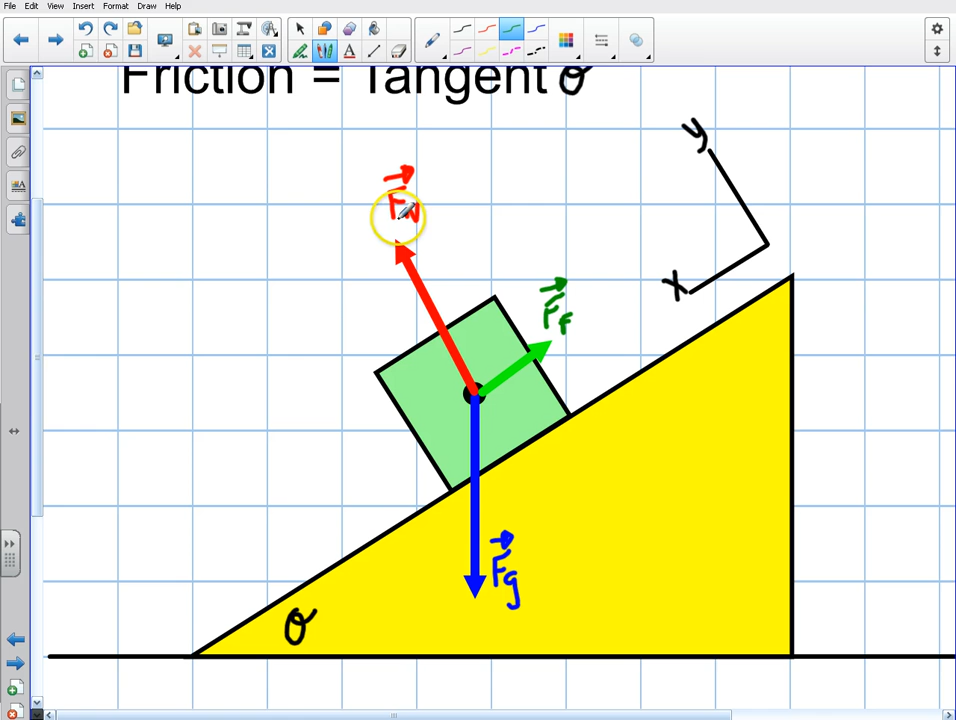 File Edit View Insert Format Draw Help
Friction = Tangent θ
y
F_N
x
F_f
F_g
θ